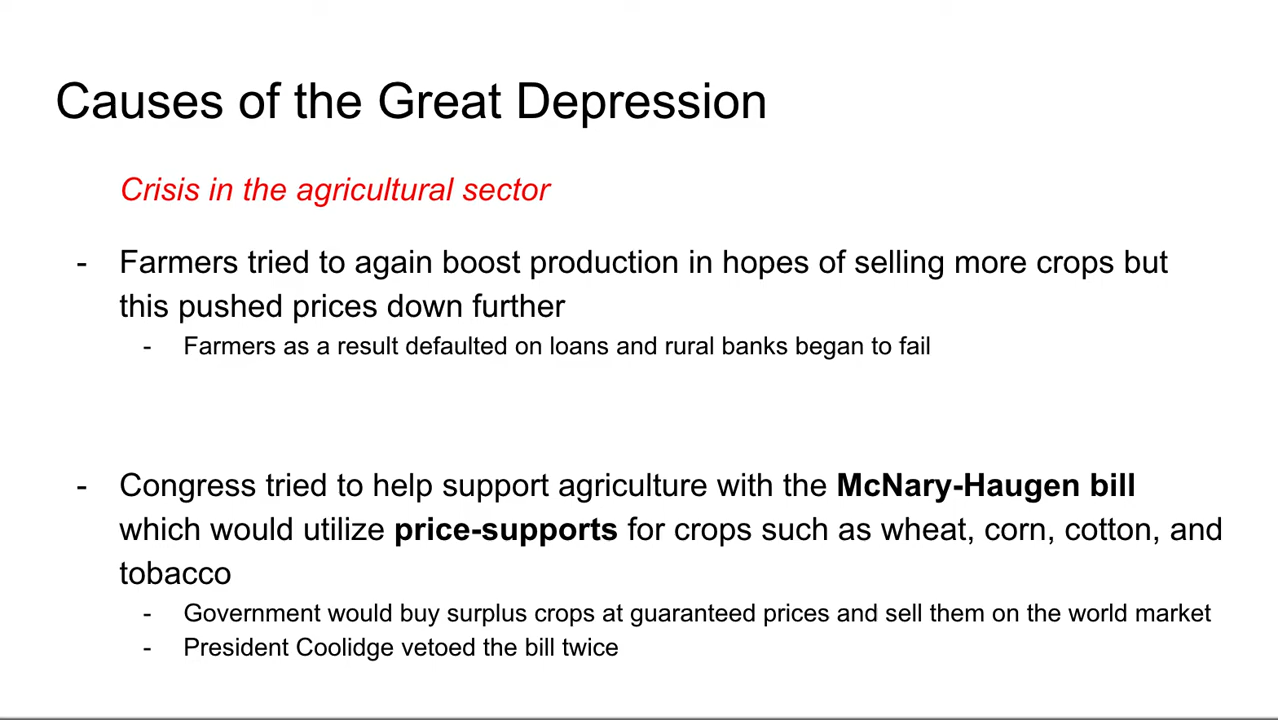 Causes of the Great Depression
Crisis in the agricultural sector
- Farmers tried to again boost production in hopes of selling more crops but
this pushed prices down further
- Farmers as a result defaulted on loans and rural banks began to fail
- Congress tried to help support agriculture with the McNary-Haugen bill
which would utilize price-supports for crops such as wheat, corn, cotton, and
tobacco
- Government would buy surplus crops at guaranteed prices and sell them on the world market
- President Coolidge vetoed the bill twice